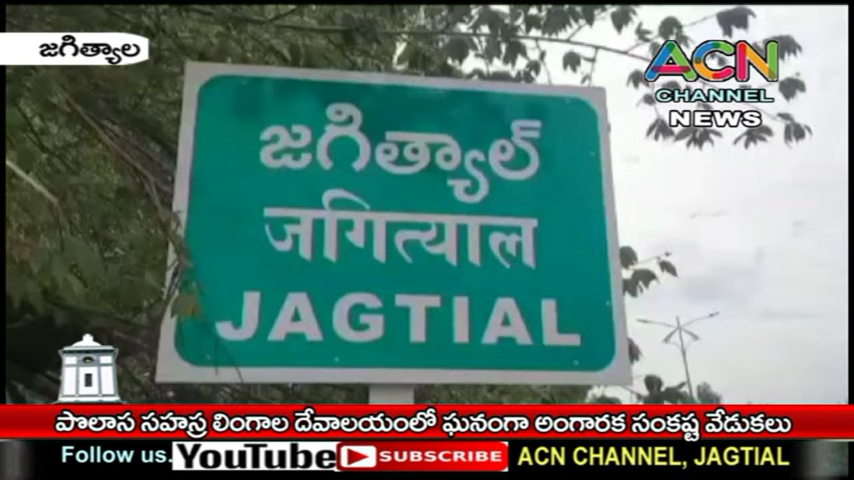 జగిత్యాల
ACN
CHANNEL
NEWS
జగిత్యాల్
जगित्याल
JAGTIAL
పొలాస సహస్ర లింగాల దేవాలయంలో ఘనంగా అంగారక సంకష్ట వేడుకలు
Follow us. YouTube SUBSCRIBE ACN CHANNEL, JAGTIAL